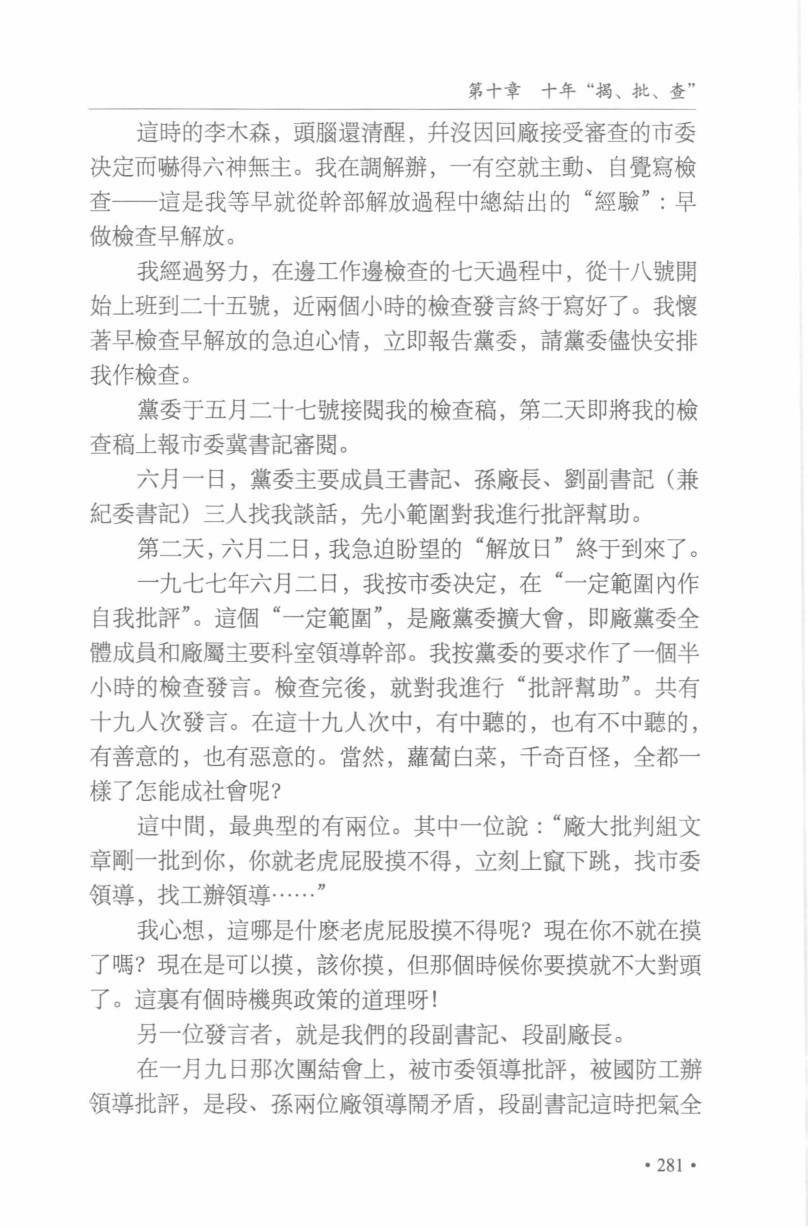 第十章　十年“揭、批、查”
這時的李木森，頭腦還清醒，幷沒因回廠接受審查的市委
決定而嚇得六神無主。我在調解辦，一有空就主動、自覺寫檢
查——這是我等早就從幹部解放過程中總結出的“經驗”：早
做檢查早解放。
我經過努力，在邊工作邊檢查的七天過程中，從十八號開
始上班到二十五號，近兩個小時的檢查發言終于寫好了。我懷
著早檢查早解放的急迫心情，立即報告黨委，請黨委儘快安排
我作檢查。
黨委于五月二十七號接閱我的檢查稿，第二天即將我的檢
查稿上報市委冀書記審閱。
六月一日，黨委主要成員王書記、孫廠長、劉副書記（兼
紀委書記）三人找我談話，先小範圍對我進行批評幫助。
第二天，六月二日，我急迫盼望的“解放日”終于到來了。
一九七七年六月二日，我按市委決定，在“一定範圍內作
自我批評”。這個“一定範圍”，是廠黨委擴大會，即廠黨委全
體成員和廠屬主要科室領導幹部。我按黨委的要求作了一個半
小時的檢查發言。檢查完後，就對我進行“批評幫助”。共有
十九人次發言。在這十九人次中，有中聽的，也有不中聽的，
有善意的，也有惡意的。當然，蘿蔔白菜，千奇百怪，全都一
樣了怎能成社會呢？
這中間，最典型的有兩位。其中一位說：“廠大批判組文
章剛一批到你，你就老虎屁股摸不得，立刻上竄下跳，找市委
領導，找工辦領導……”
我心想，這哪是什麽老虎屁股摸不得呢？現在你不就在摸
了嗎？現在是可以摸，該你摸，但那個時候你要摸就不大對頭
了。這裏有個時機與政策的道理呀！
另一位發言者，就是我們的段副書記、段副廠長。
在一月九日那次團結會上，被市委領導批評，被國防工辦
領導批評，是段、孫兩位廠領導鬧矛盾，段副書記這時把氣全
·281·